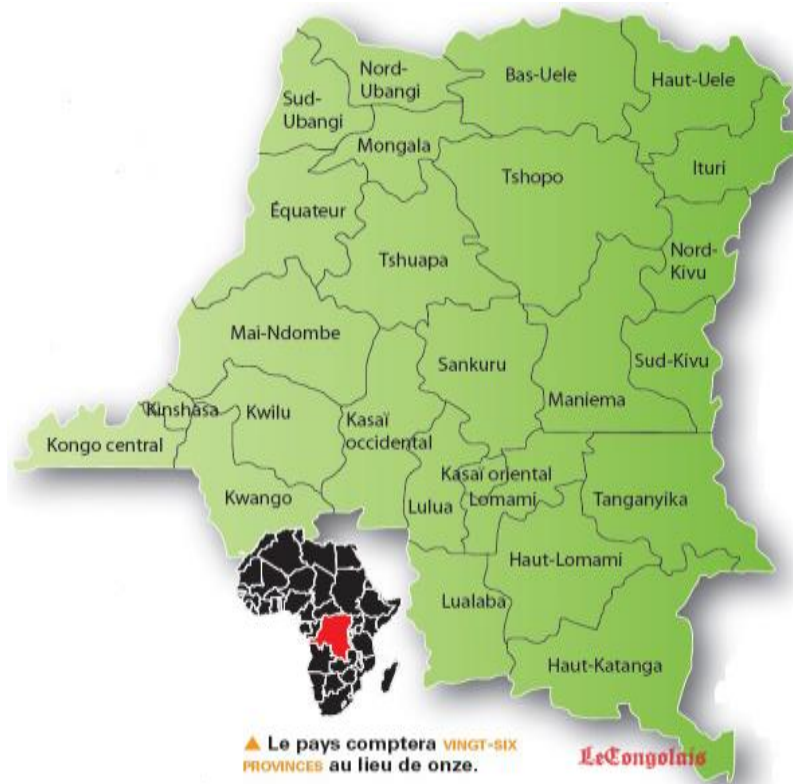 Nord-
Ubangi
Bas-Uele
Haut-Uele
Sud-
Ubangi
Mongala
Ituri
Tshopo
Équateur
Nord-
Kivu
Tshuapa
Mai-Ndombe
Sankuru
Sud-Kivu
Maniema
Kinshasa
Kwilu
Kasaï
occidental
Kongo central
Kasaï oriental
Kwango
Lulua
Lomami
Tanganyika
Haut-Lomami
Lualaba
Haut-Katanga
▲ Le pays comptera VINGT-SIX
PROVINCES au lieu de onze.
LeCongolais